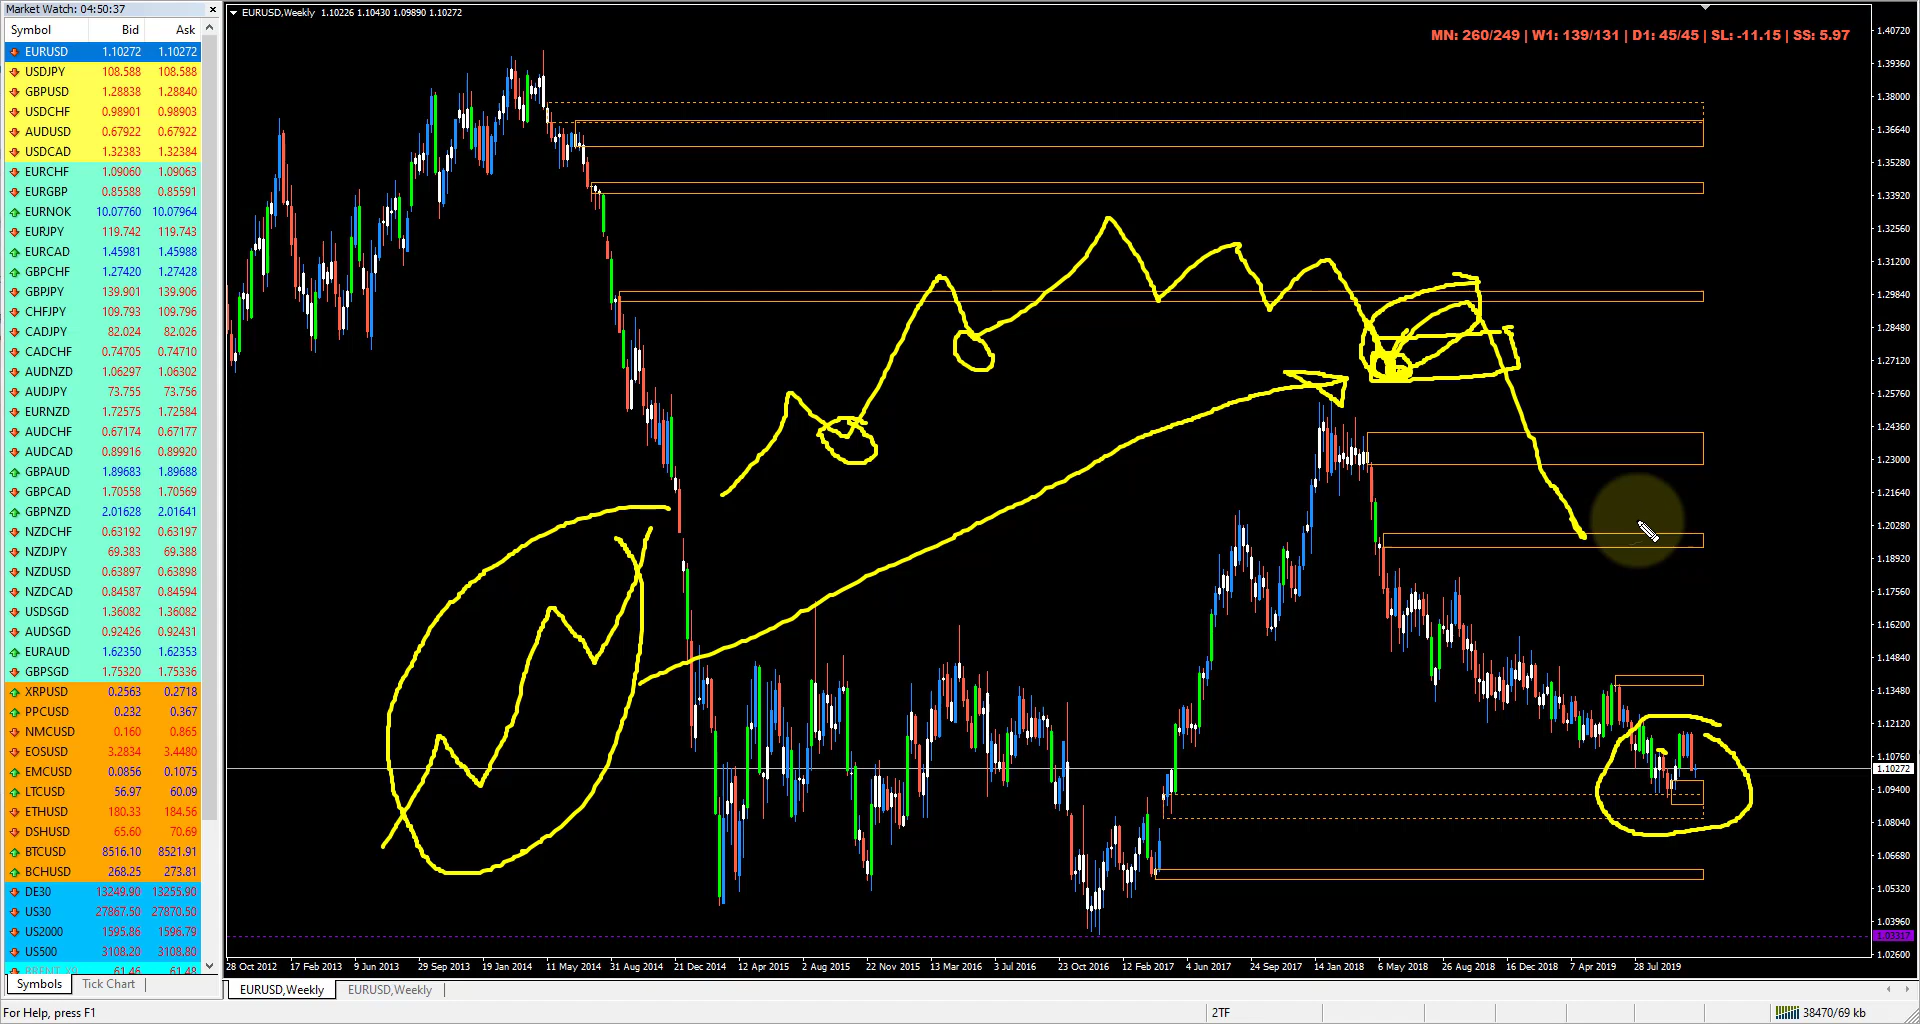 Market Watch: 04:50:37
Symbol Bid Ask
EURUSD 1.10272 1.10272
USDJPY 108.588 108.588
GBPUSD 1.28838 1.28840
USDCHF 0.98901 0.98903
AUDUSD 0.67922 0.67922
USDCAD 1.32383 1.32384
EURCHF 1.09060 1.09063
EURGBP 0.85588 0.85591
EURNOK 10.07760 10.07964
EURJPY 119.742 119.743
EURCAD 1.45981 1.45988
GBPCHF 1.27420 1.27428
GBPJPY 139.901 139.906
CHFJPY 109.793 109.796
CADJPY 82.024 82.026
CADCHF 0.74705 0.74710
AUDNZD 1.06297 1.06302
AUDJPY 73.755 73.756
EURNZD 1.72575 1.72584
AUDCHF 0.67174 0.67177
AUDCAD 0.89916 0.89920
GBPAUD 1.89683 1.89688
GBPCAD 1.70558 1.70569
GBPNZD 2.01628 2.01641
NZDCHF 0.63192 0.63197
NZDJPY 69.383 69.388
NZDUSD 0.63897 0.63898
NZDCAD 0.84587 0.84594
USDSGD 1.36082 1.36082
AUDSGD 0.92426 0.92431
EURAUD 1.62350 1.62353
GBPSGD 1.75320 1.75336
XRPUSD 0.2563 0.2718
PPCUSD 0.232 0.367
NMCUSD 0.160 0.865
EOSUSD 3.2834 3.4480
EMCUSD 0.0856 0.1075
LTCUSD 56.97 60.09
ETHUSD 180.33 184.56
DSHUSD 65.60 70.69
BTCUSD 8516.10 8521.91
BCHUSD 268.25 273.81
DE30 13249.90 13255.90
US30 27867.50 27870.50
US2000 1595.86 1596.79
US500 3108.20 3108.80
61.46 61.48
Symbols Tick Chart
EURUSD,Weekly 1.10226 1.10430 1.09890 1.10272
MN: 260/249 | W1: 139/131 | D1: 45/45 | SL: -11.15 | SS: 5.97
1.40720
1.39360
1.38000
1.36640
1.35280
1.33920
1.32560
1.31200
1.29840
1.28480
1.27120
1.25760
1.24360
1.23000
1.21640
1.20280
1.18920
1.17560
1.16200
1.14840
1.13480
1.12120
1.10760
1.10272
1.09400
1.08040
1.06680
1.05320
1.03960
1.03317
1.02600
28 Oct 2012 17 Feb 2013 9 Jun 2013 29 Sep 2013 19 Jan 2014 11 May 2014 31 Aug 2014 21 Dec 2014 12 Apr 2015 2 Aug 2015 22 Nov 2015 13 Mar 2016 3 Jul 2016 23 Oct 2016 12 Feb 2017 4 Jun 2017 24 Sep 2017 14 Jan 2018 6 May 2018 26 Aug 2018 16 Dec 2018 7 Apr 2019 28 Jul 2019
EURUSD,Weekly EURUSD,Weekly
For Help, press F1 2TF 38470/69 kb